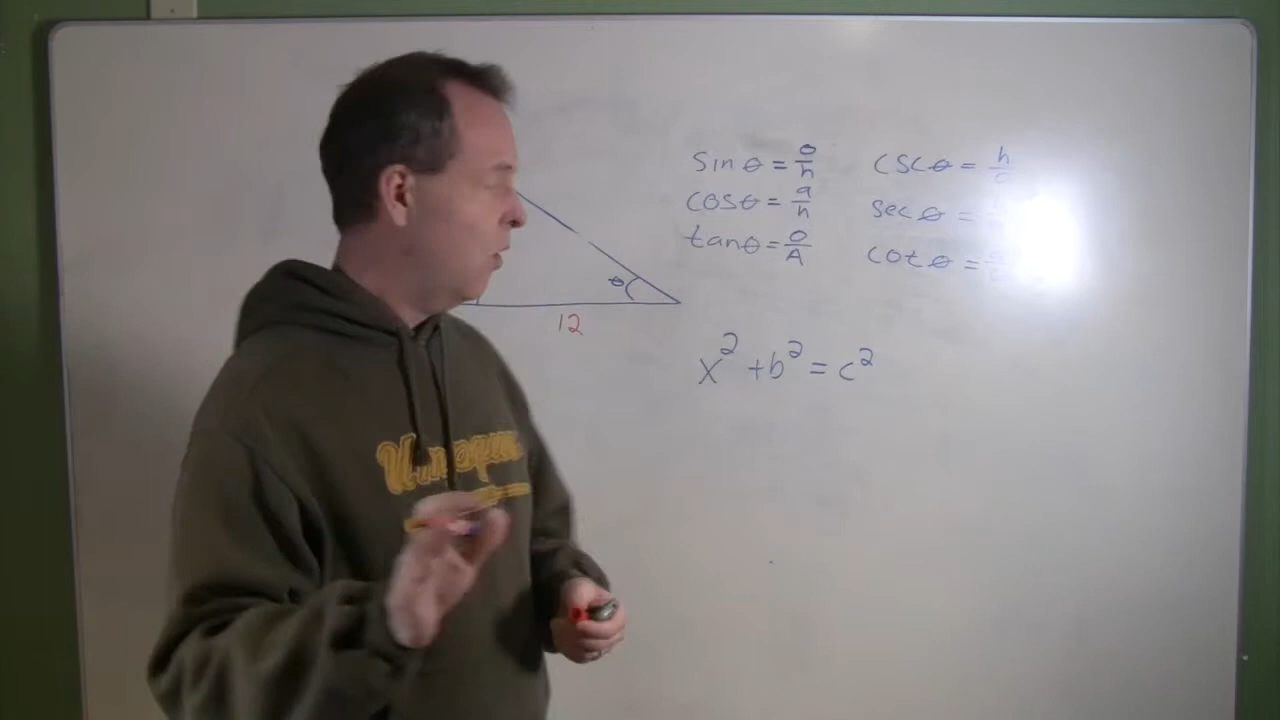 sin θ = o/h csc θ = h/o
cos θ = a/h sec θ =
tan θ = o/A cot θ =
θ
12
x² + b² = c²